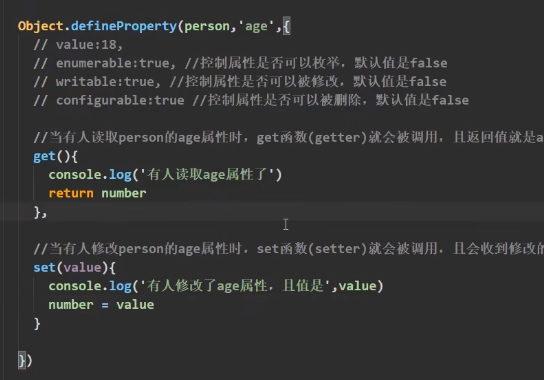 Object.defineProperty(person,'age',{
// value:18,
// enumerable:true, //控制属性是否可以枚举，默认值是false
// writable:true, //控制属性是否可以被修改，默认值是false
// configurable:true //控制属性是否可以被删除，默认值是false
//当有人读取person的age属性时，get函数(getter)就会被调用，且返回值就是a
get(){
console.log('有人读取age属性了')
return number
},
//当有人修改person的age属性时，set函数(setter)就会被调用，且会收到修改的
set(value){
console.log('有人修改了age属性，且值是',value)
number = value
}
})